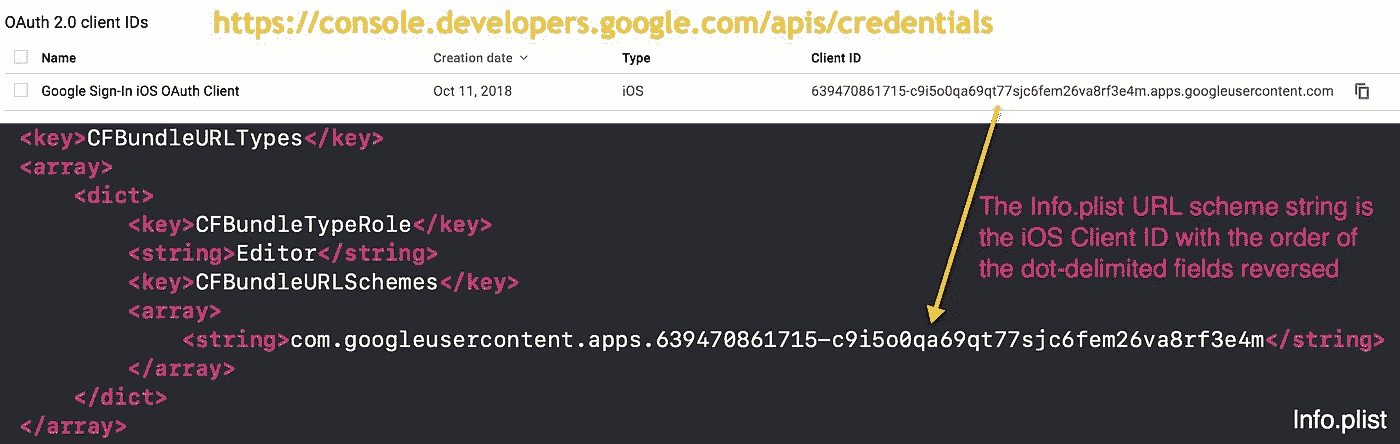 OAuth 2.0 client IDs https://console.developers.google.com/apis/credentials
Name Creation date Type Client ID
Google Sign-In iOS OAuth Client Oct 11, 2018 iOS 639470861715-c9i5o0qa69qt77sjc6fem26va8rf3e4m.apps.googleusercontent.com
<key>CFBundleURLTypes</key>
<array>
<dict>
<key>CFBundleTypeRole</key>
<string>Editor</string>
<key>CFBundleURLSchemes</key>
<array>
<string>com.googleusercontent.apps.639470861715-c9i5o0qa69qt77sjc6fem26va8rf3e4m</string>
</array>
</dict>
</array>
The Info.plist URL scheme string is
the iOS Client ID with the order of
the dot-delimited fields reversed
Info.plist